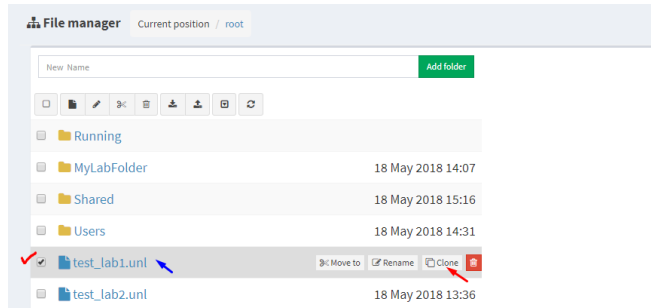 File manager Current position / root
New Name Add folder
Running
MyLabFolder 18 May 2018 14:07
Shared 18 May 2018 15:16
Users 18 May 2018 14:31
test_lab1.unl Move to Rename Clone
test_lab2.unl 18 May 2018 13:36